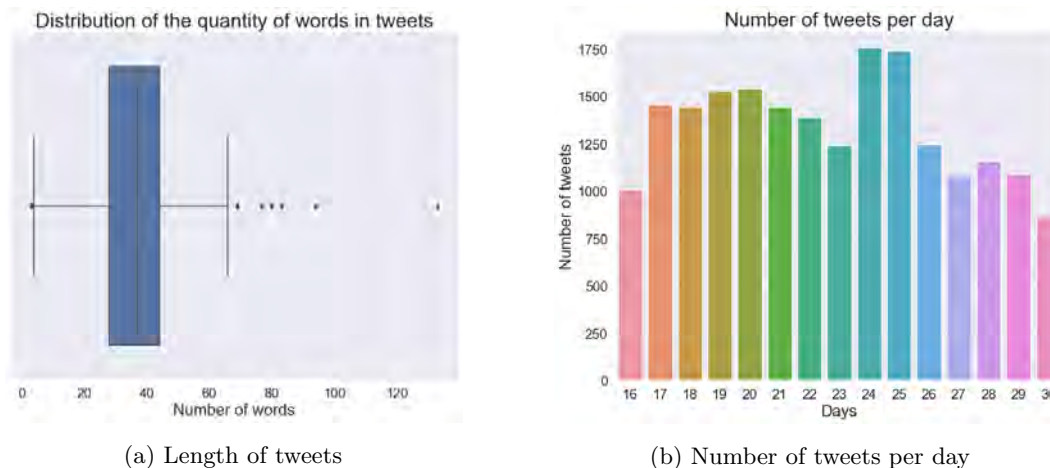 Distribution of the quantity of words in tweets
0 20 40 60 80 100 120
Number of words
(a) Length of tweets
Number of tweets per day
Number of tweets
1750
1500
1250
1000
750
500
250
0
16 17 18 19 20 21 22 23 24 25 26 27 28 29 30
Days
(b) Number of tweets per day